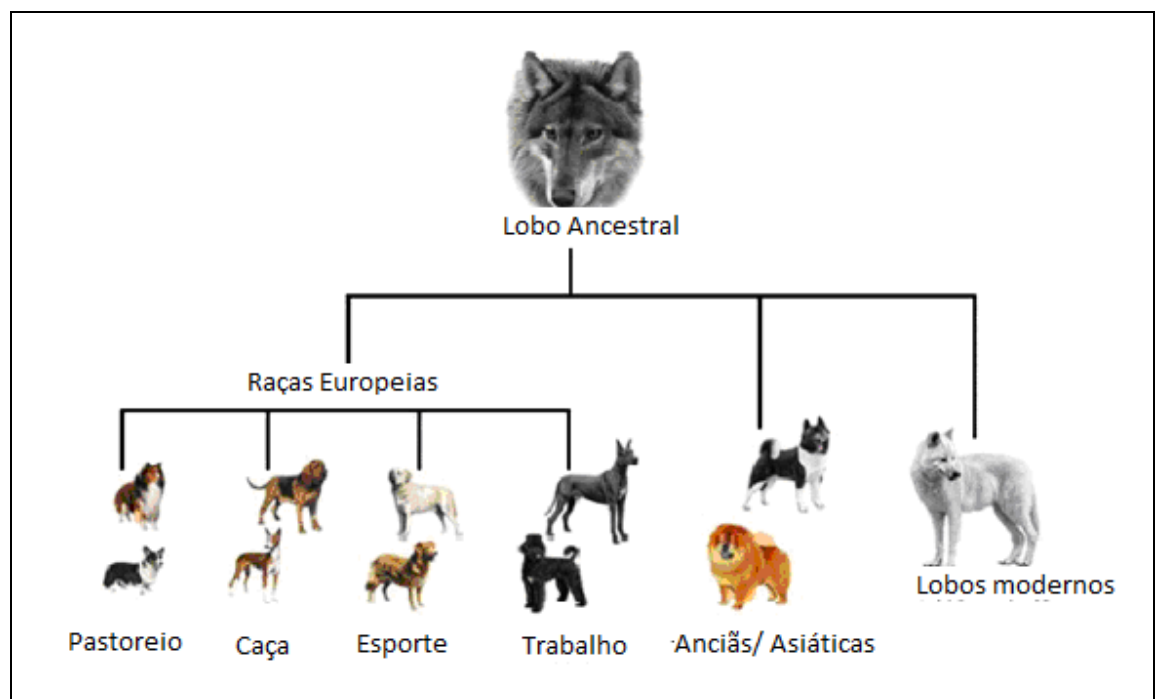 Lobo Ancestral
Raças Europeias
Pastoreio
Caça
Esporte
Trabalho
Anciãs/ Asiáticas
Lobos modernos